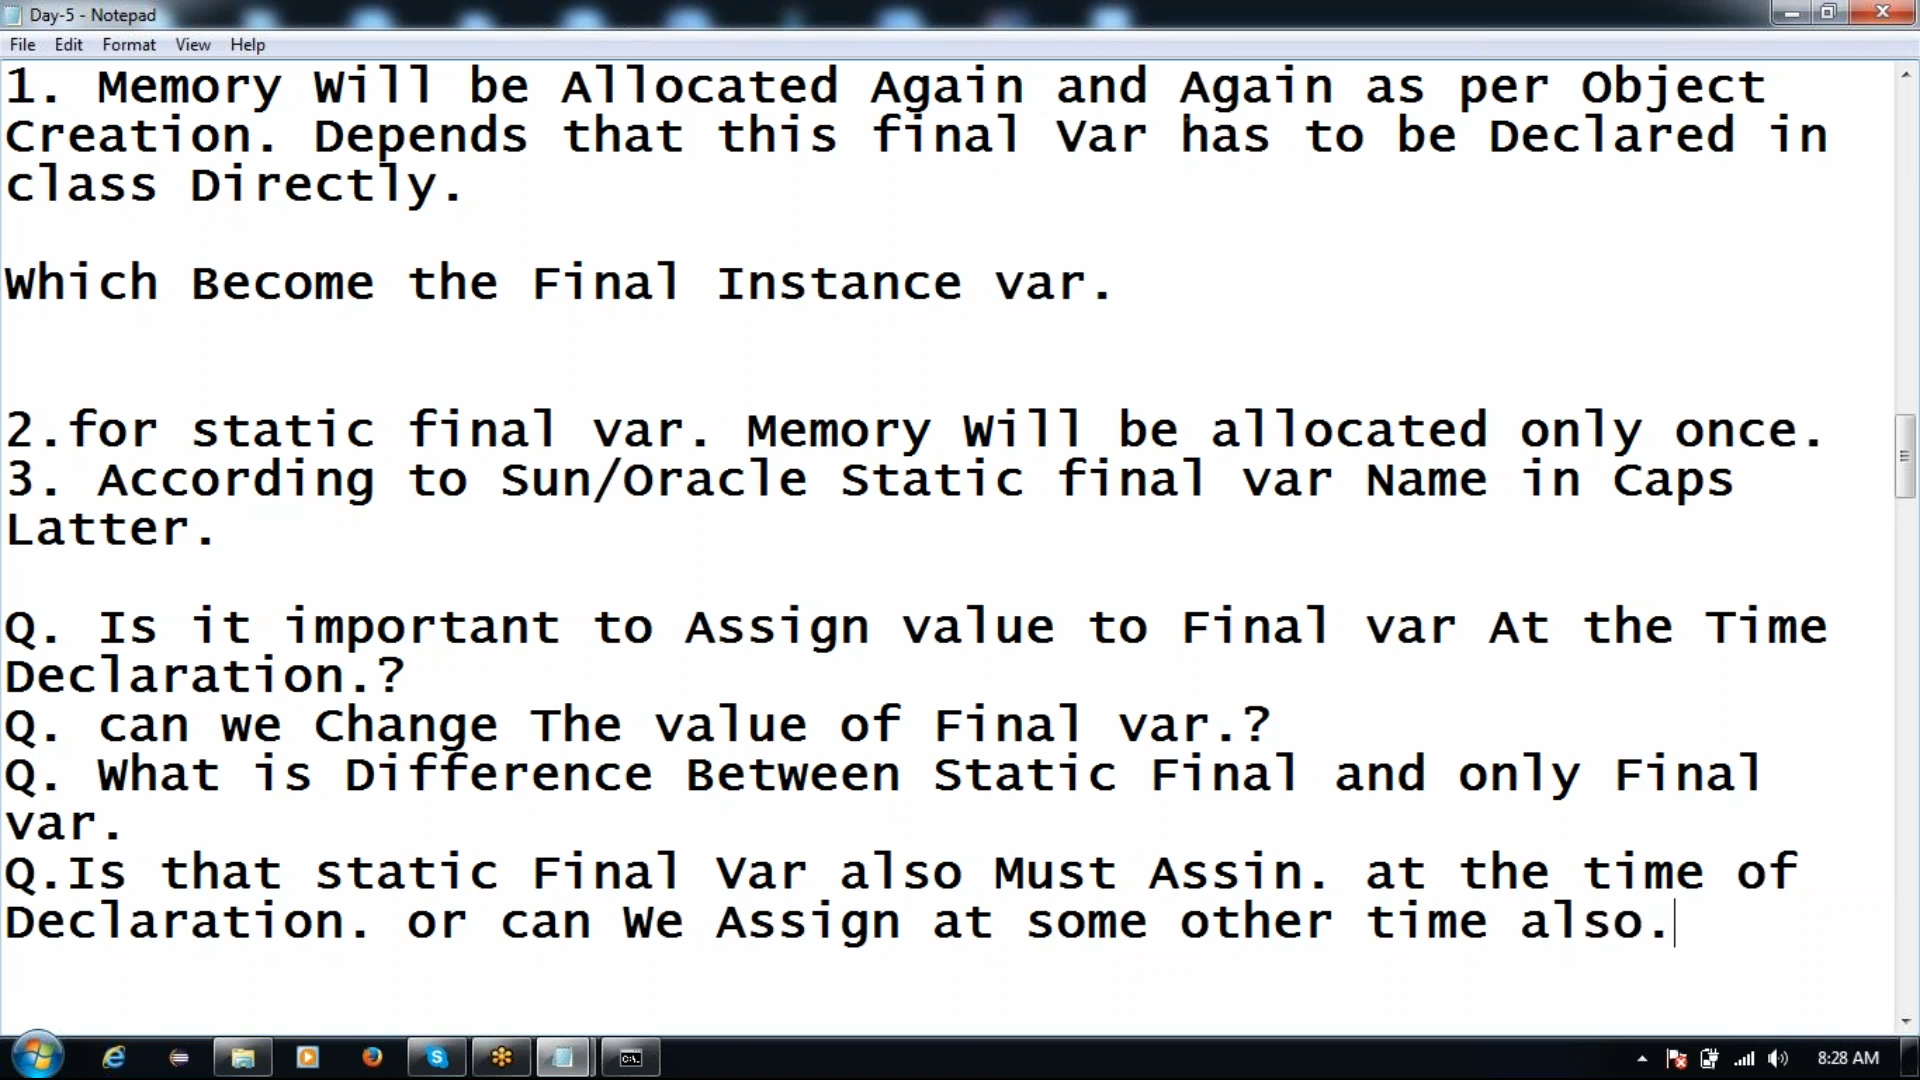 Day-5 - Notepad
File Edit Format View Help
1. Memory Will be Allocated Again and Again as per Object
Creation. Depends that this final Var has to be Declared in
class Directly.
Which Become the Final Instance var.
2.for static final var. Memory Will be allocated only once.
3. According to Sun/Oracle Static final var Name in Caps
Latter.
Q. Is it important to Assign value to Final var At the Time
Declaration.?
Q. can we Change The value of Final var.?
Q. What is Difference Between Static Final and only Final
var.
Q.Is that static Final Var also Must Assin. at the time of
Declaration. or can We Assign at some other time also.
8:28 AM